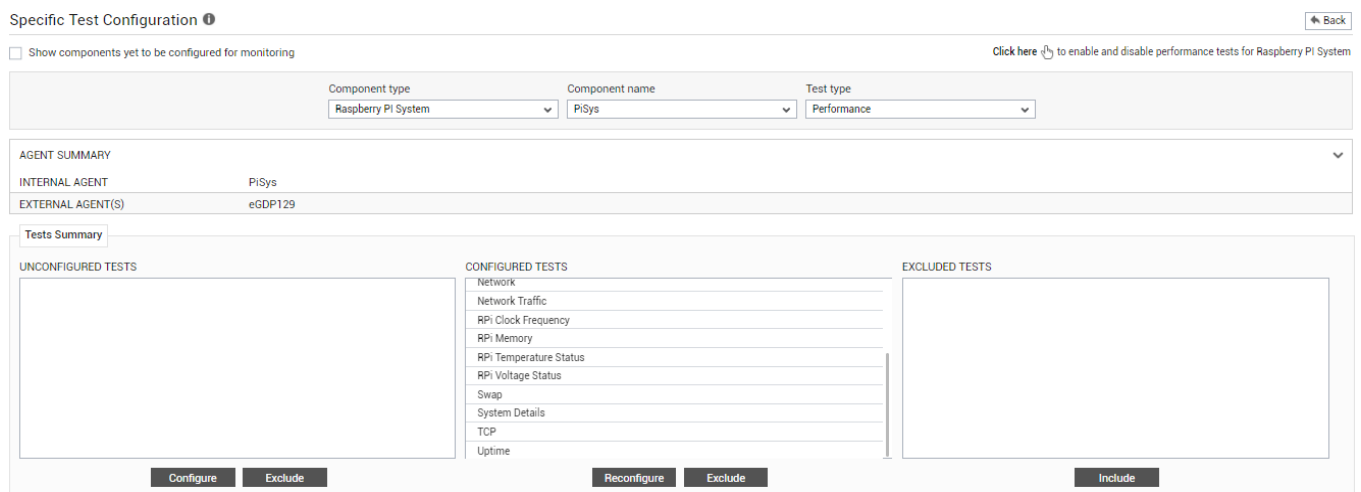 Specific Test Configuration
Back
Show components yet to be configured for monitoring
Click here to enable and disable performance tests for Raspberry PI System
Component type
Component name
Test type
Raspberry PI System
PiSys
Performance
AGENT SUMMARY
INTERNAL AGENT PiSys
EXTERNAL AGENT(S) eGDP129
Tests Summary
UNCONFIGURED TESTS
CONFIGURED TESTS
EXCLUDED TESTS
Network
Network Traffic
RPi Clock Frequency
RPi Memory
RPi Temperature Status
RPi Voltage Status
Swap
System Details
TCP
Uptime
Configure
Exclude
Reconfigure
Exclude
Include